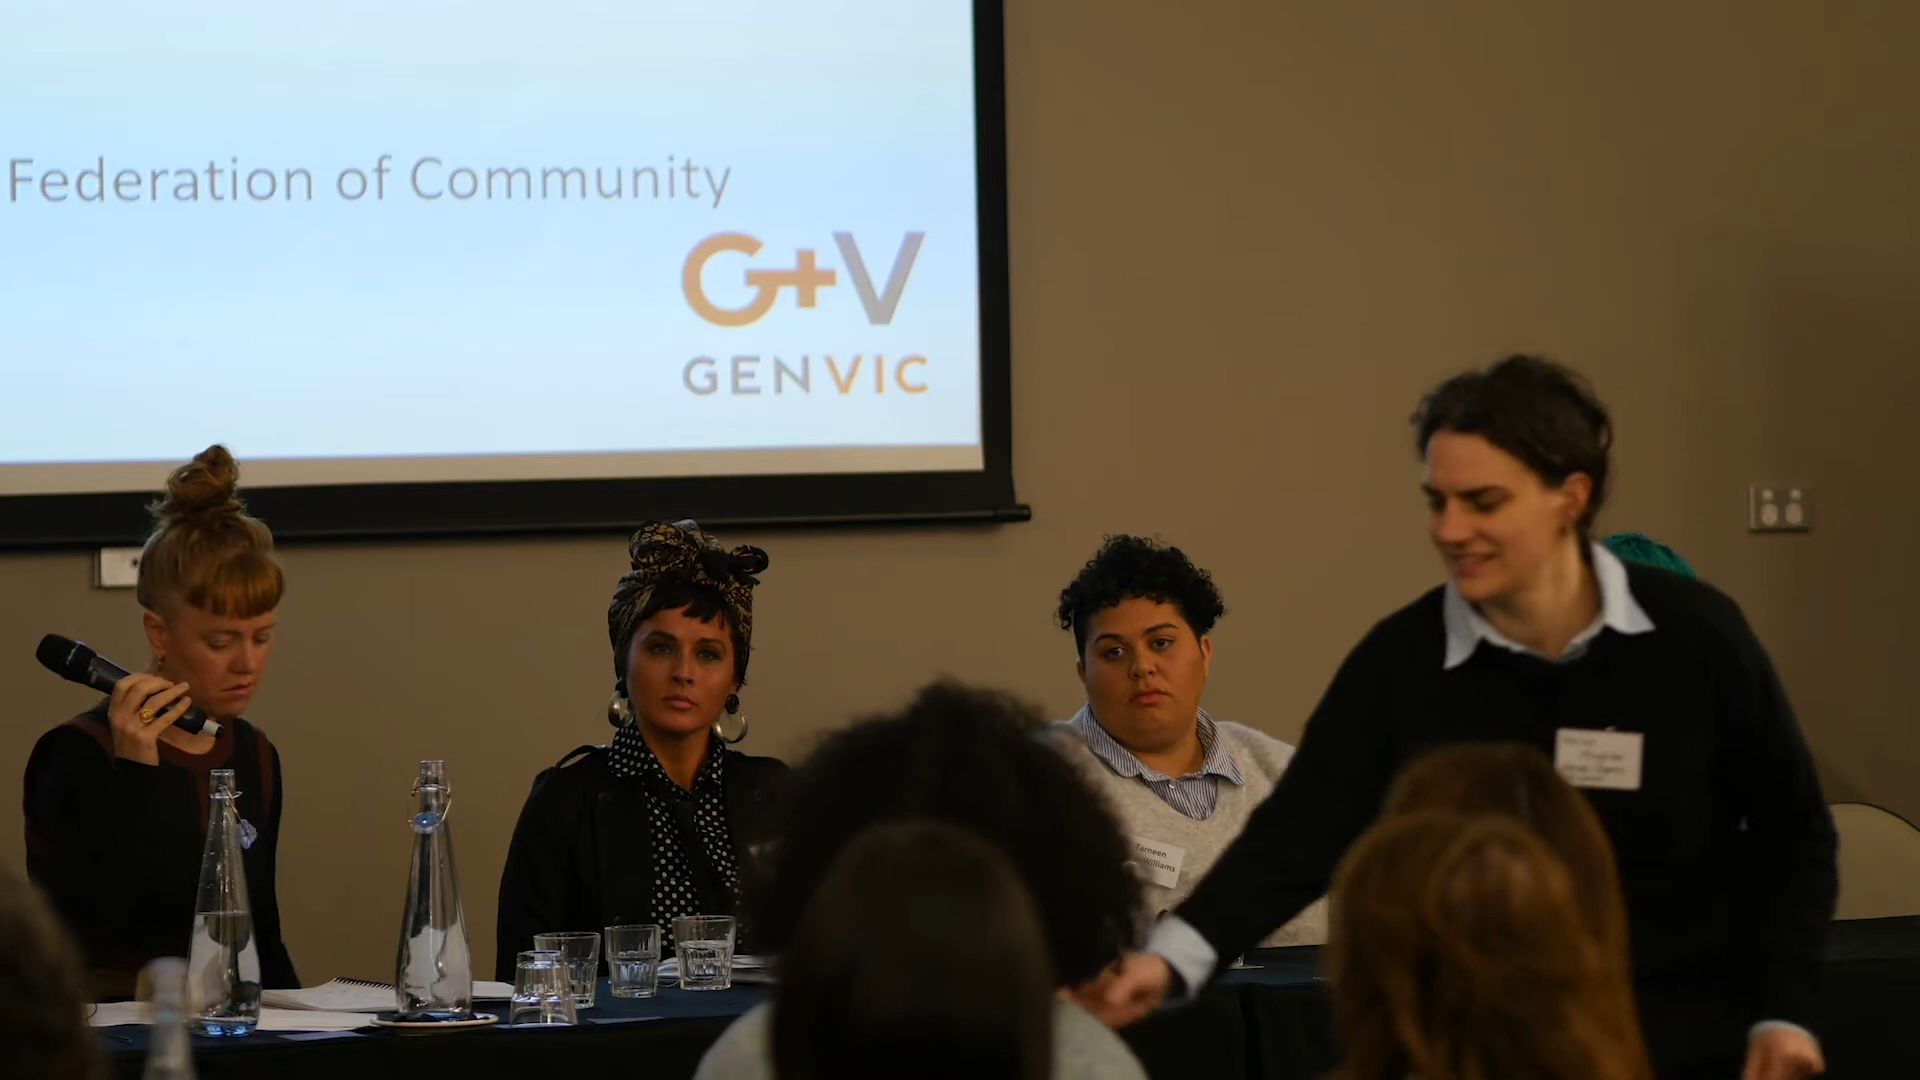 Federation of Community
G+V
GENVIC
Tarneen
Williams